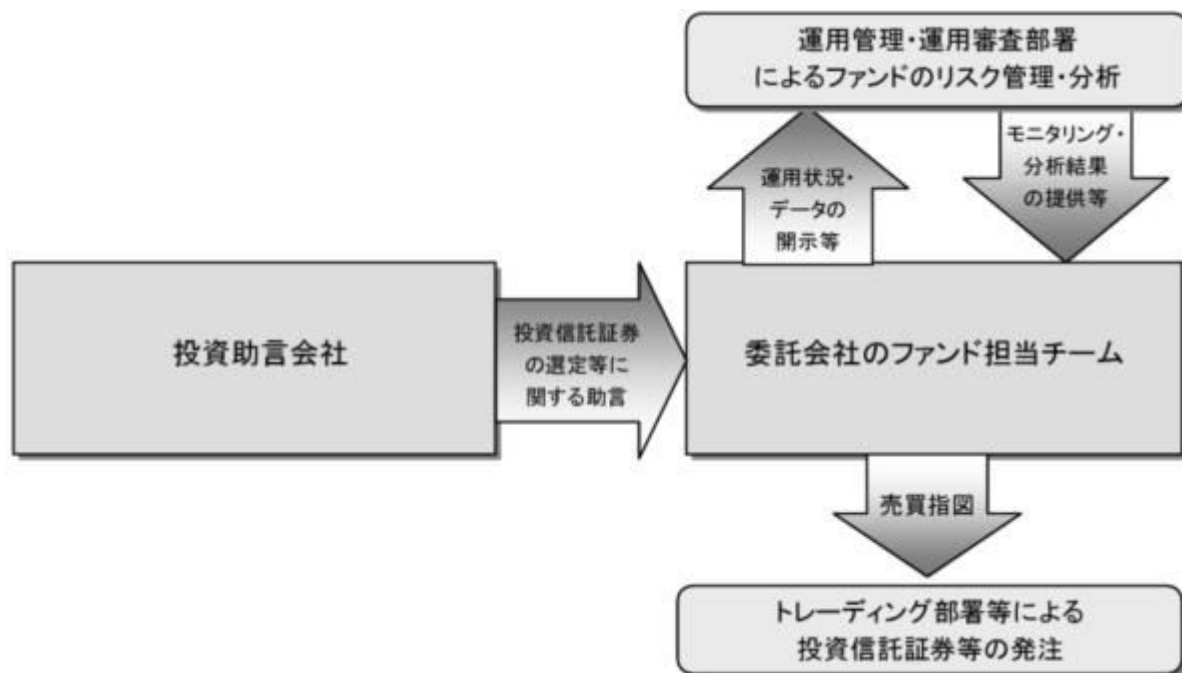 運用管理・運用審査部署
によるファンドのリスク管理・分析
運用状況・
データの
開示等
モニタリング・
分析結果
の提供等
投資助言会社
投資信託証券
の選定等に
関する助言
委託会社のファンド担当チーム
売買指図
トレーディング部署等による
投資信託証券等の発注